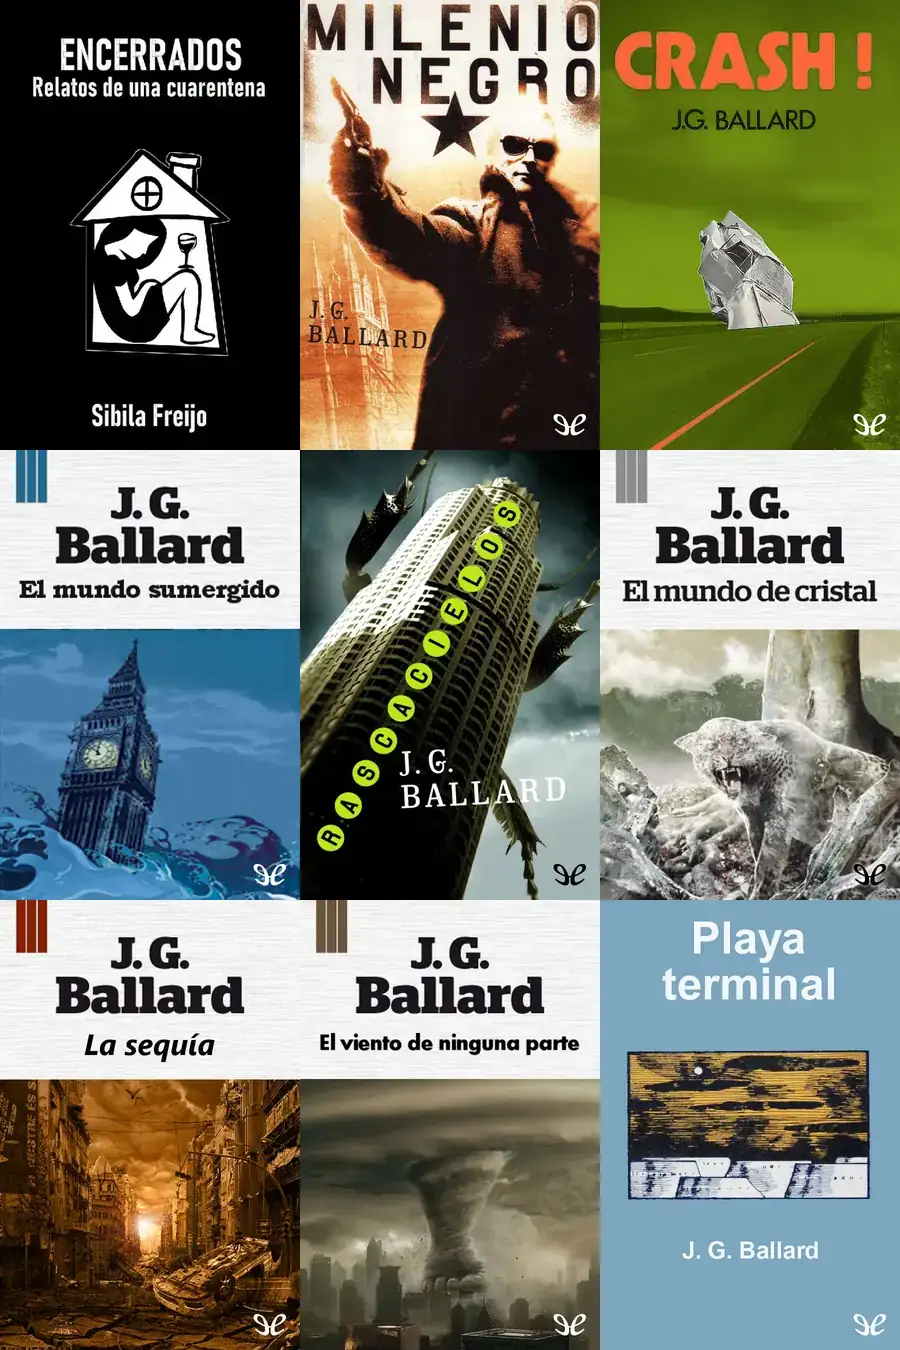 ENCERRADOS
Relatos de una cuarentena
Sibila Freijo
MILENIO
NEGRO
J. G.
BALLARD
CRASH !
J.G. BALLARD
J. G.
Ballard
El mundo sumergido
RASCACIELOS
J. G.
BALLARD
J. G.
Ballard
El mundo de cristal
J. G.
Ballard
La sequía
J. G.
Ballard
El viento de ninguna parte
Playa
terminal
J. G. Ballard